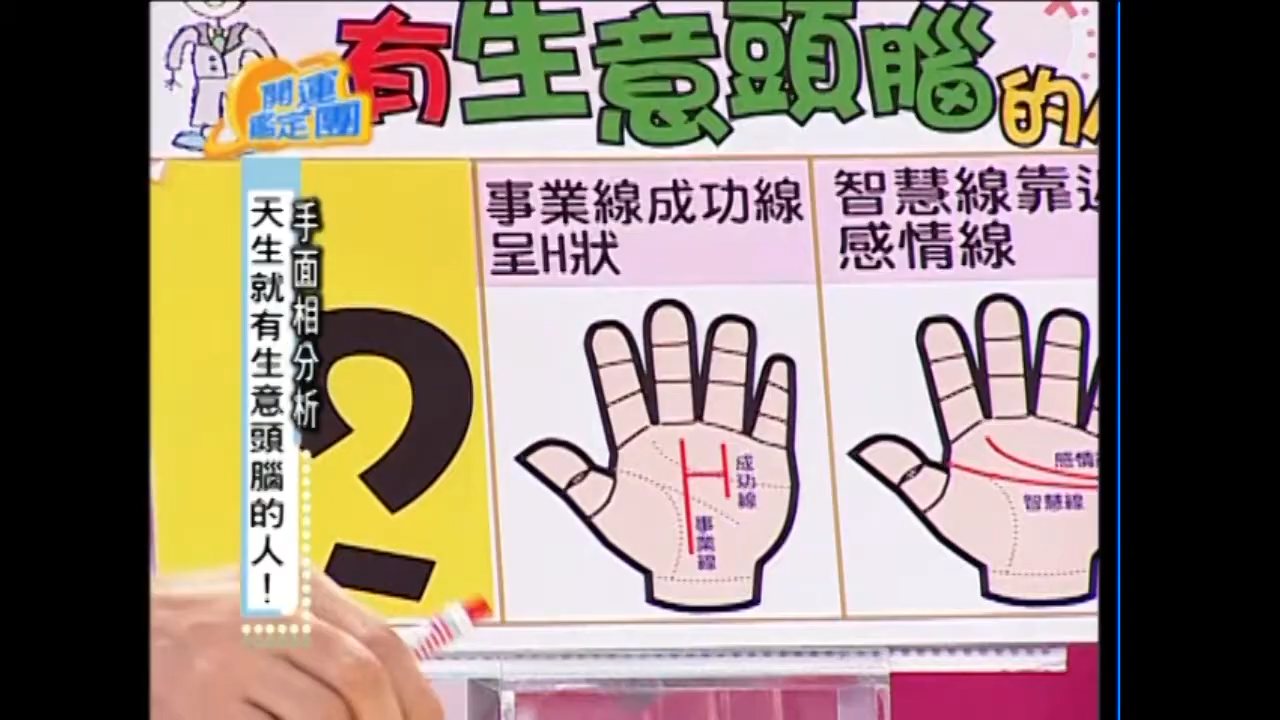 有生意頭腦的
開運
鑑定團
手面相分析
天生就有生意頭腦的人!
事業線成功線
呈H狀
智慧線靠近
感情線
成功線
事業線
感情
智慧線
?